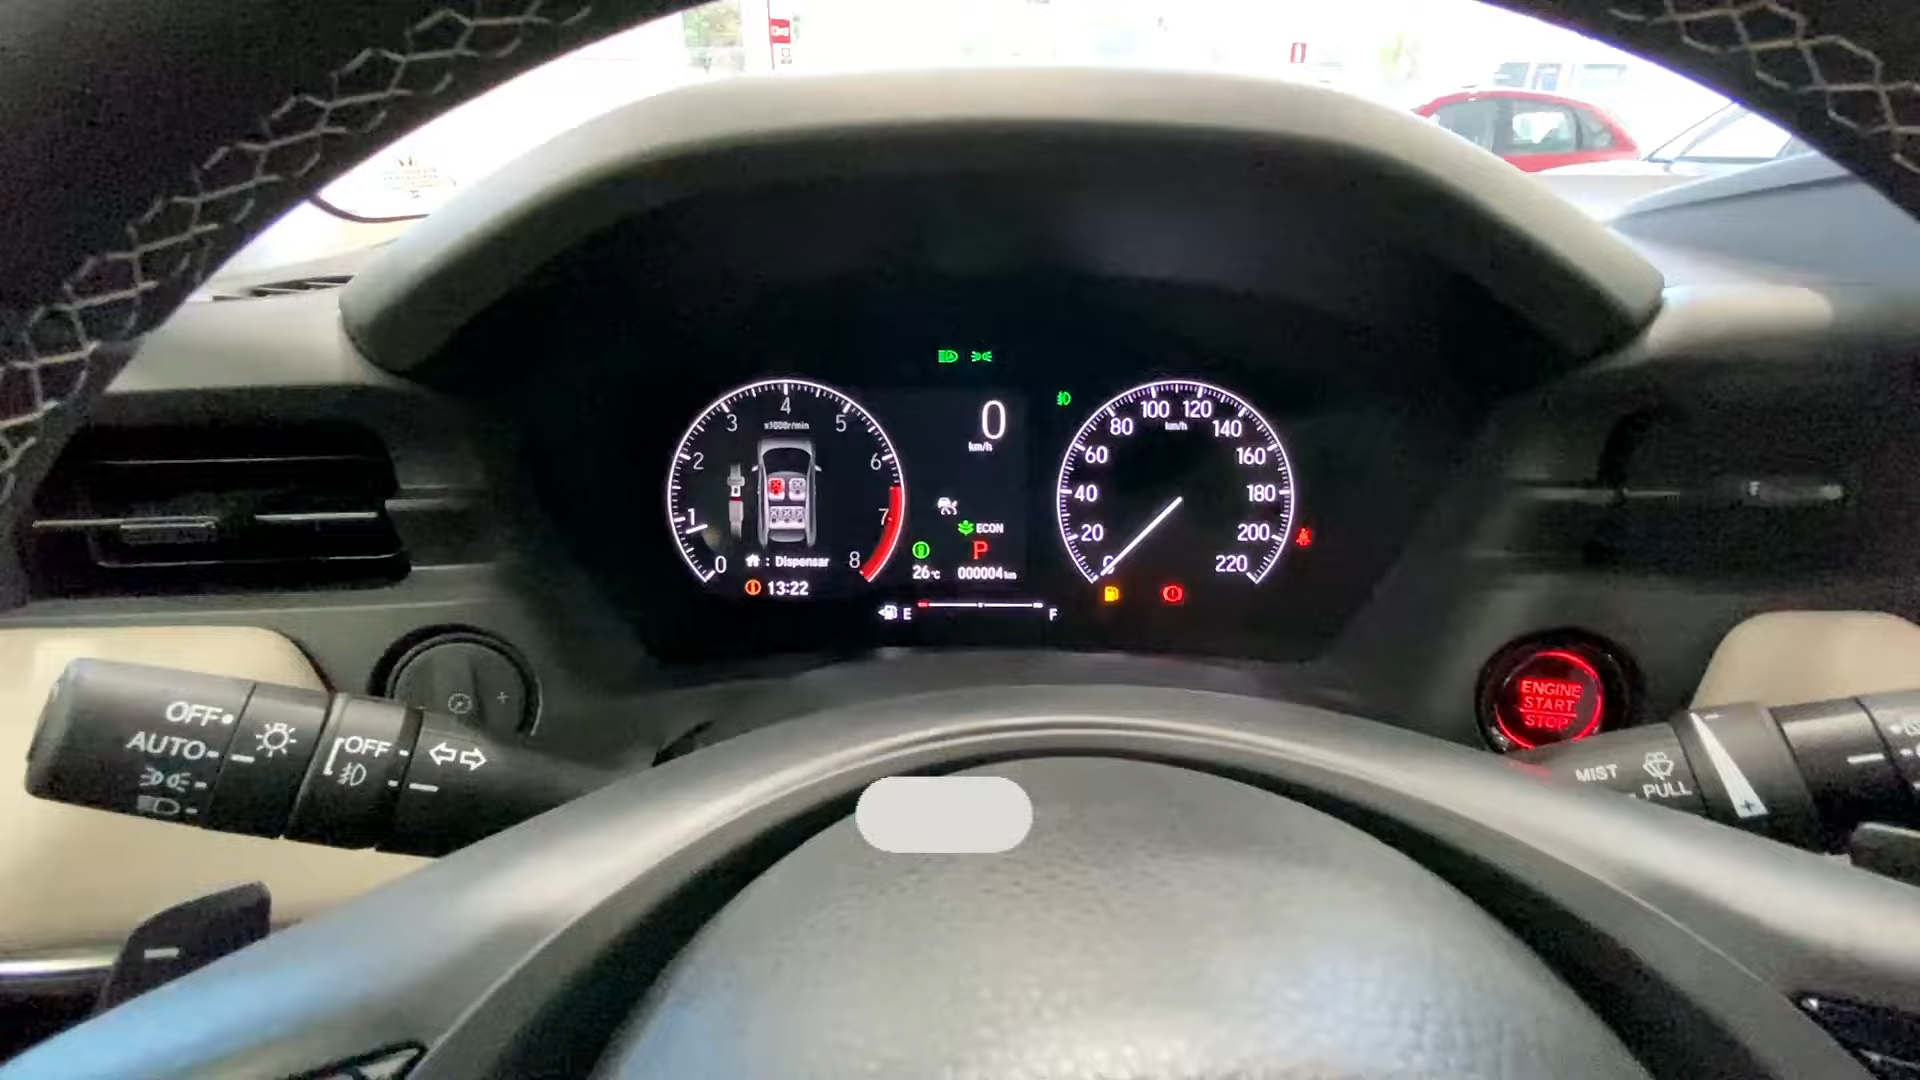 4
3
5
x1000r/min
2
6
1
7
0
8
: Dispensar
13:22
0
km/h
ECON
P
26°c
000004km
E
F
100
120
80
km/h
140
60
160
40
180
20
200
0
220
ENGINE
START
STOP
OFF
AUTO
OFF
+
MIST
PULL
−
+